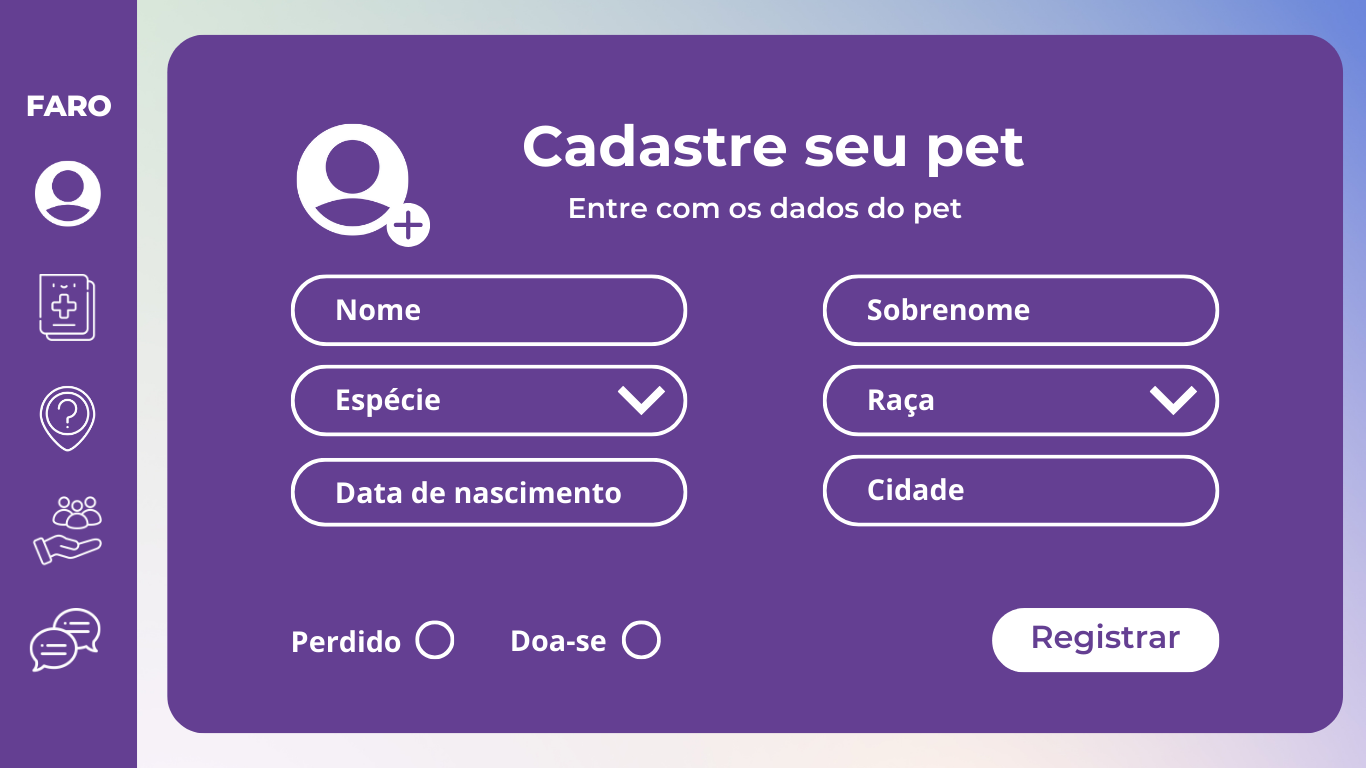 FARO
Cadastre seu pet
Entre com os dados do pet
Nome
Sobrenome
Espécie
Raça
Data de nascimento
Cidade
Perdido
Doa-se
Registrar